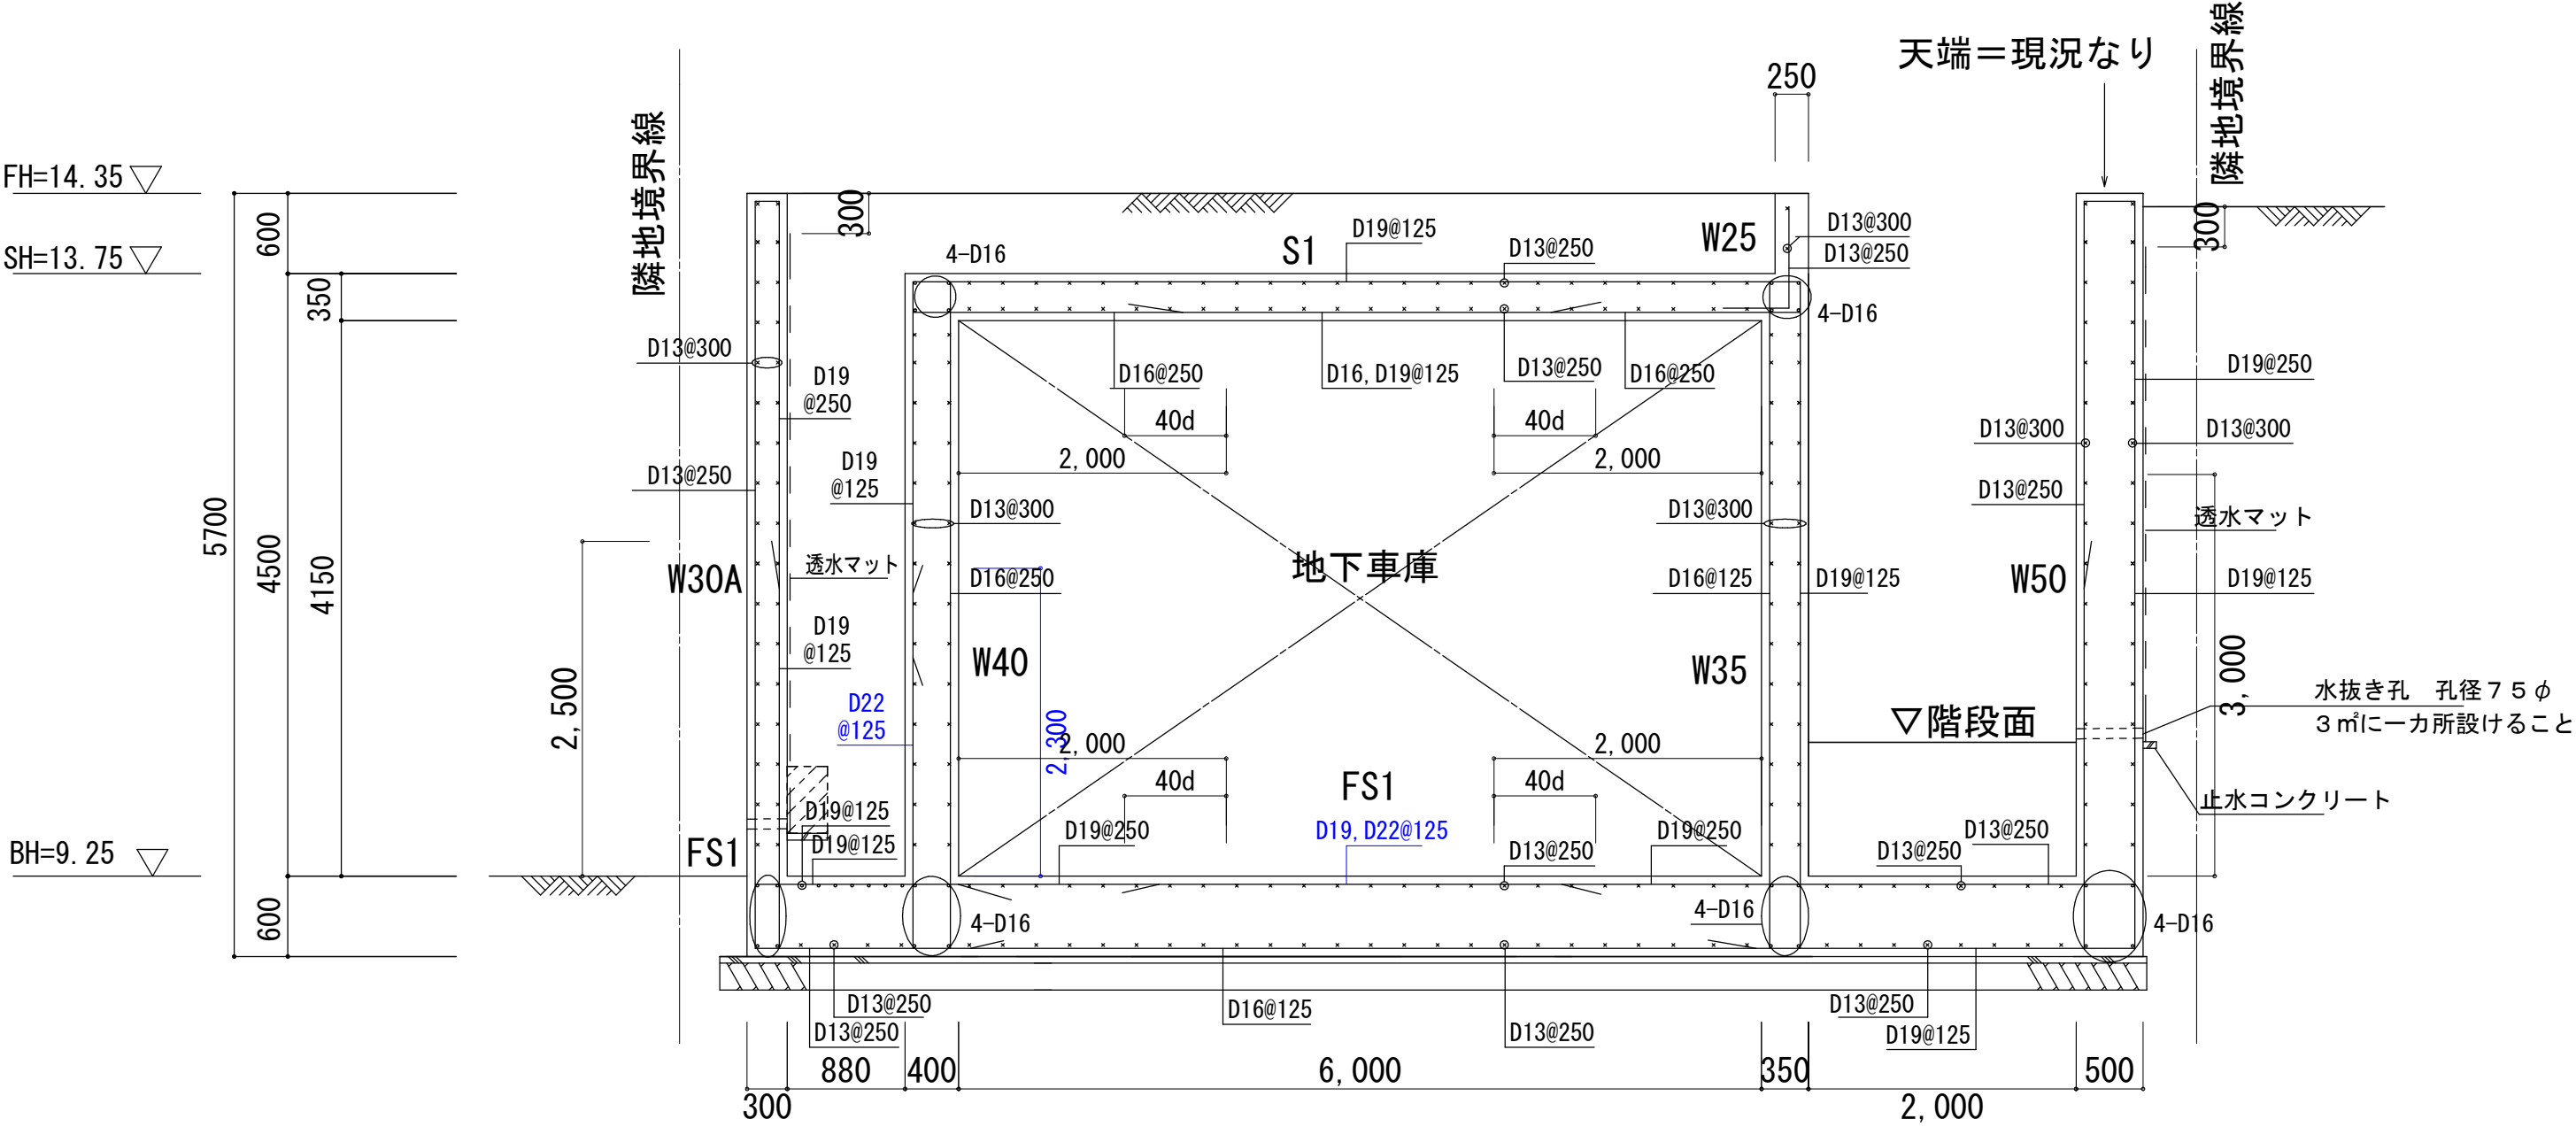 天端＝現況なり
隣地境界線
隣地境界線
250
FH=14.35
SH=13.75
BH=9.25
600
350
5700
4500
4150
600
300
4-D16
S1
D19@125
D13@250
W25
D13@300
D13@250
4-D16
300
D13@300
D19
@250
D16@250
D16,D19@125
D13@250
D16@250
D19@250
40d
40d
2,000
2,000
D13@300
D13@300
D13@250
D19
@125
D13@300
D13@300
D13@250
透水マット
W30A
透水マット
D16@250
地下車庫
D16@125
D19@125
W50
D19@125
D19
@125
W40
W35
2,500
3,000
D22
@125
2,300
▽階段面
水抜き孔　孔径７５φ
３㎡に一カ所設けること
2,000
2,000
40d
FS1
40d
止水コンクリート
D19@125
D19@125
D19@250
D19,D22@125
D19@250
D13@250
D13@250
D13@250
FS1
4-D16
4-D16
4-D16
D13@250
D13@250
D16@125
D13@250
D13@250
D19@125
300
880
400
6,000
350
2,000
500